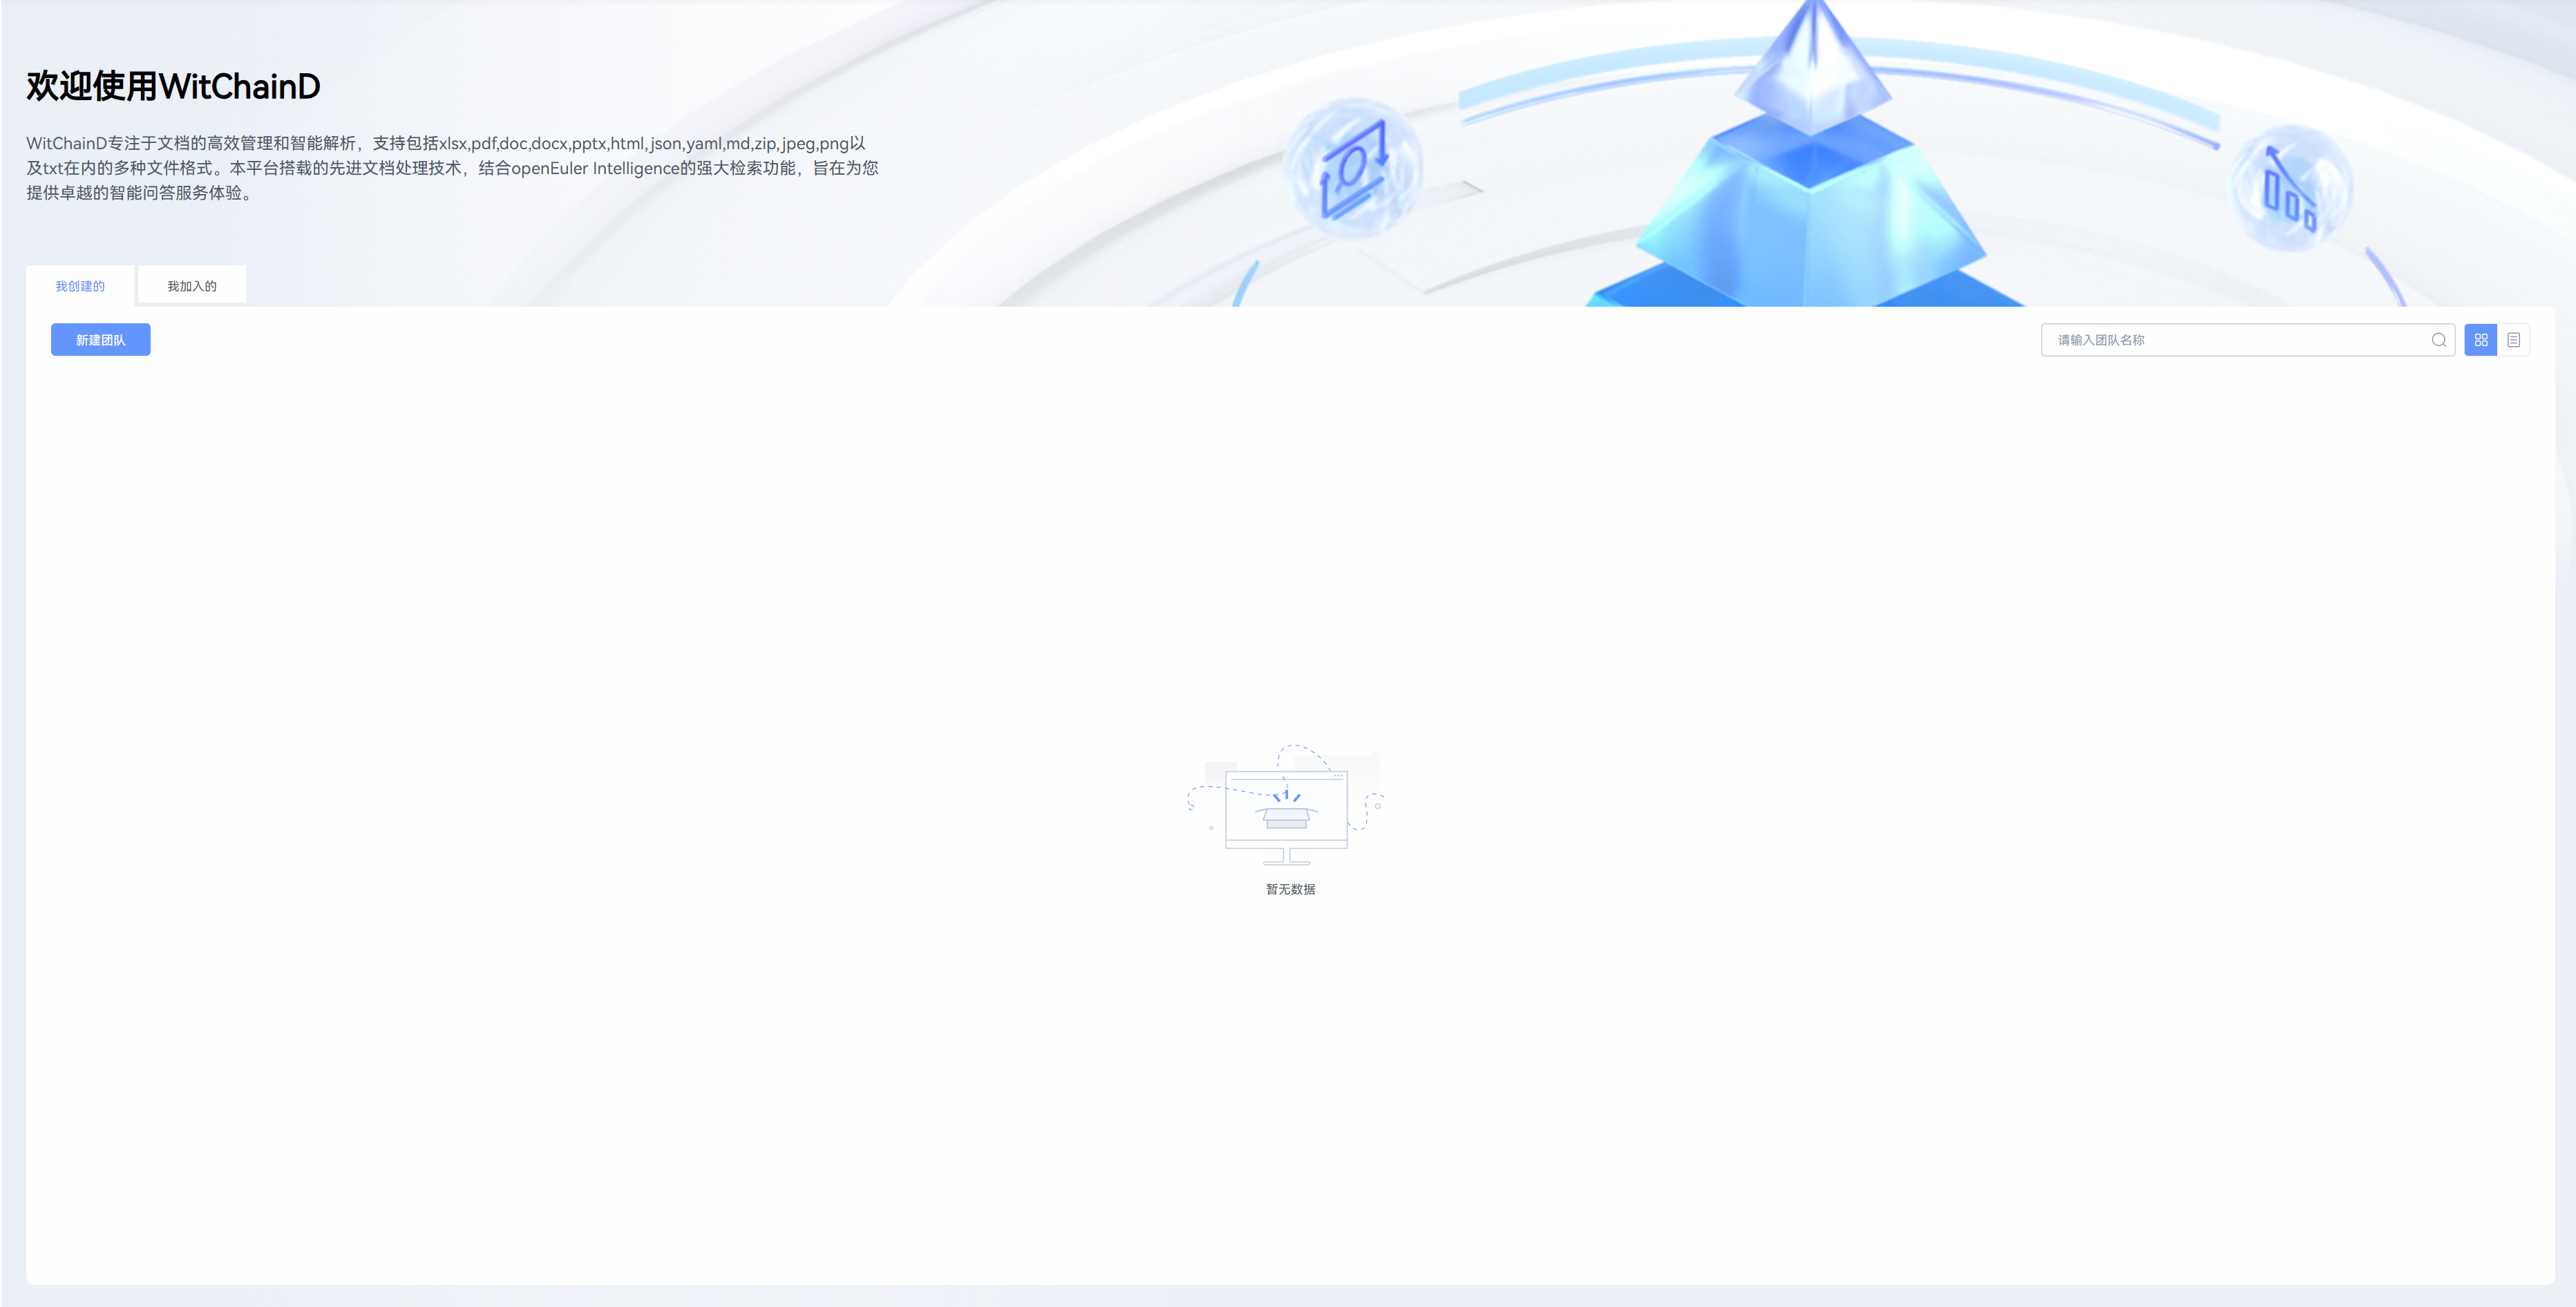 欢迎使用WitChainD
WitChainD专注于文档的高效管理和智能解析，支持包括xlsx,pdf,doc,docx,pptx,html,json,yaml,md,zip,jpeg,png以
及txt在内的多种文件格式。本平台搭载的先进文档处理技术，结合openEuler Intelligence的强大检索功能，旨在为您
提供卓越的智能问答服务体验。
我创建的
我加入的
新建团队
请输入团队名称
暂无数据